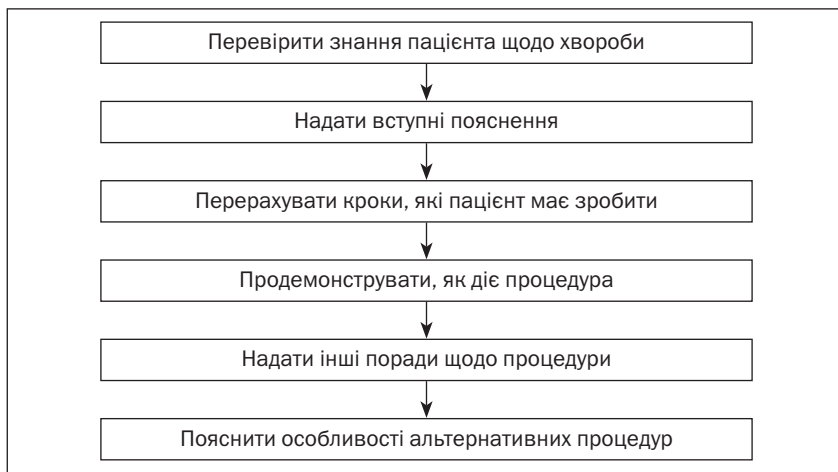 Перевірити знання пацієнта щодо хвороби
Надати вступні пояснення
Перерахувати кроки, які пацієнт має зробити
Продемонструвати, як діє процедура
Надати інші поради щодо процедури
Пояснити особливості альтернативних процедур